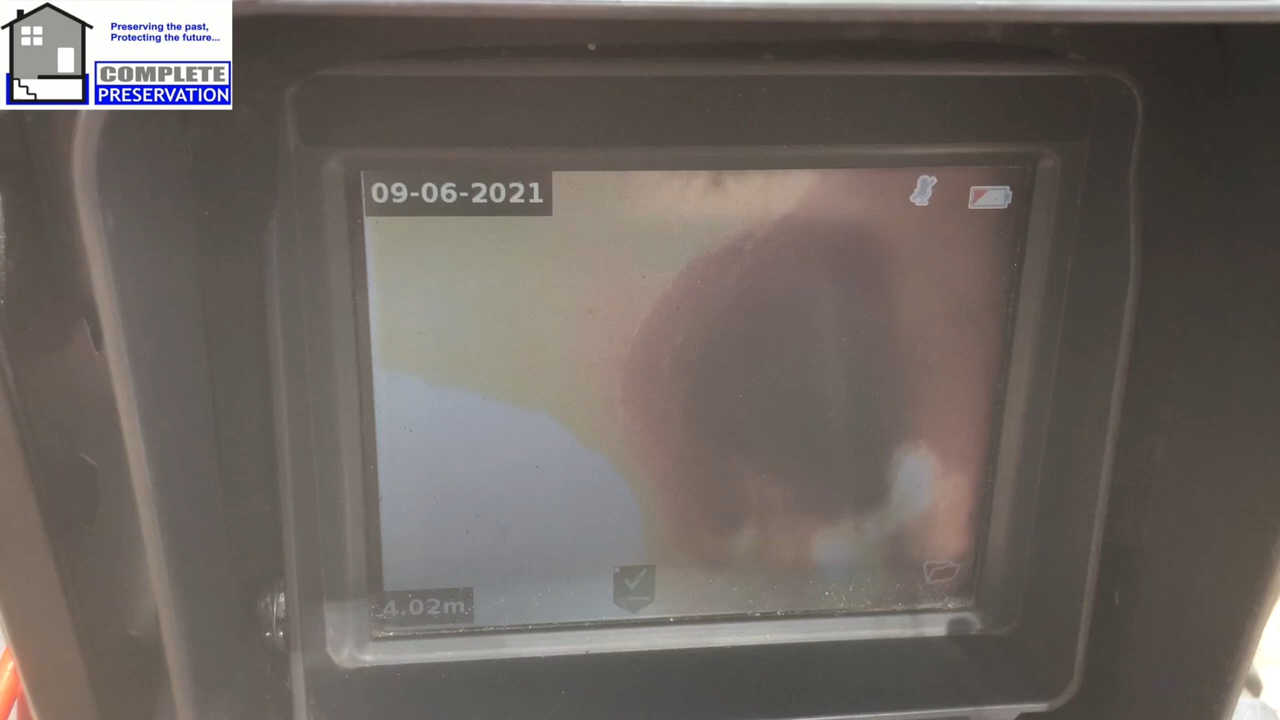 Preserving the past,
Protecting the future...
COMPLETE
PRESERVATION
09-06-2021
4.02m